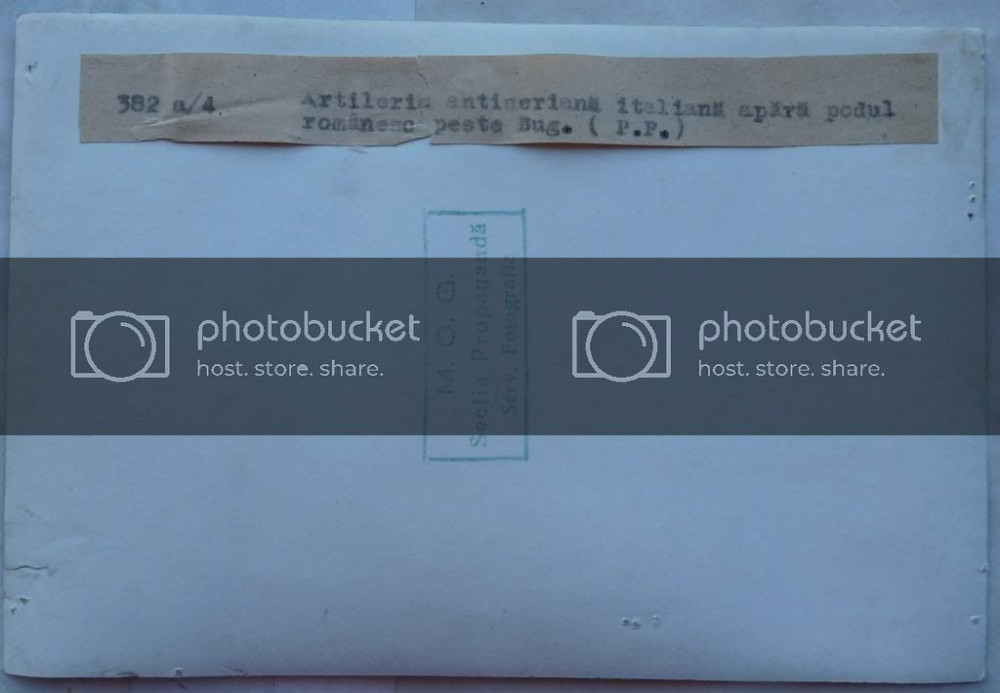 382 a/4 Artileria antiaeriană italiană apără podul
românesc peste Bug. ( P.P.)
M. C. G.
Secția Propagandă
Serv. Fotografic
photobucket
host. store. share.
photobucket
host. store. share.